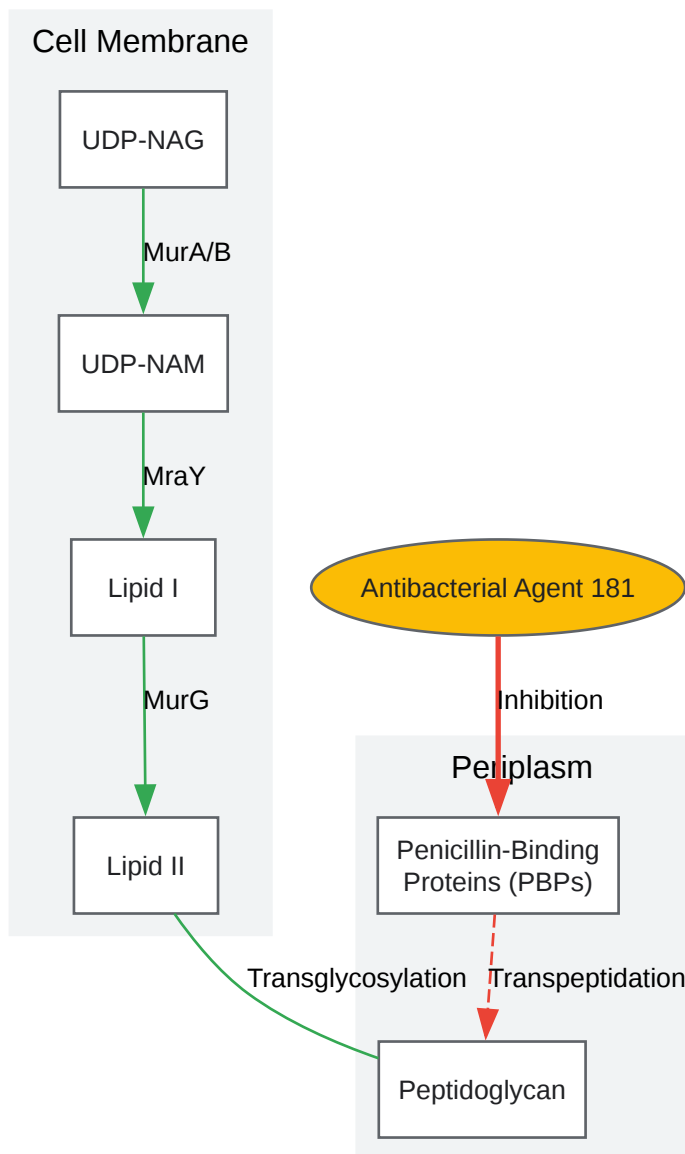 Cell Membrane
UDP-NAG
MurA/B
UDP-NAM
MraY
Lipid I
Antibacterial Agent 181
MurG
Inhibition
Periplasm
Lipid II
Penicillin-Binding
Proteins (PBPs)
Transglycosylation
Transpeptidation
Peptidoglycan